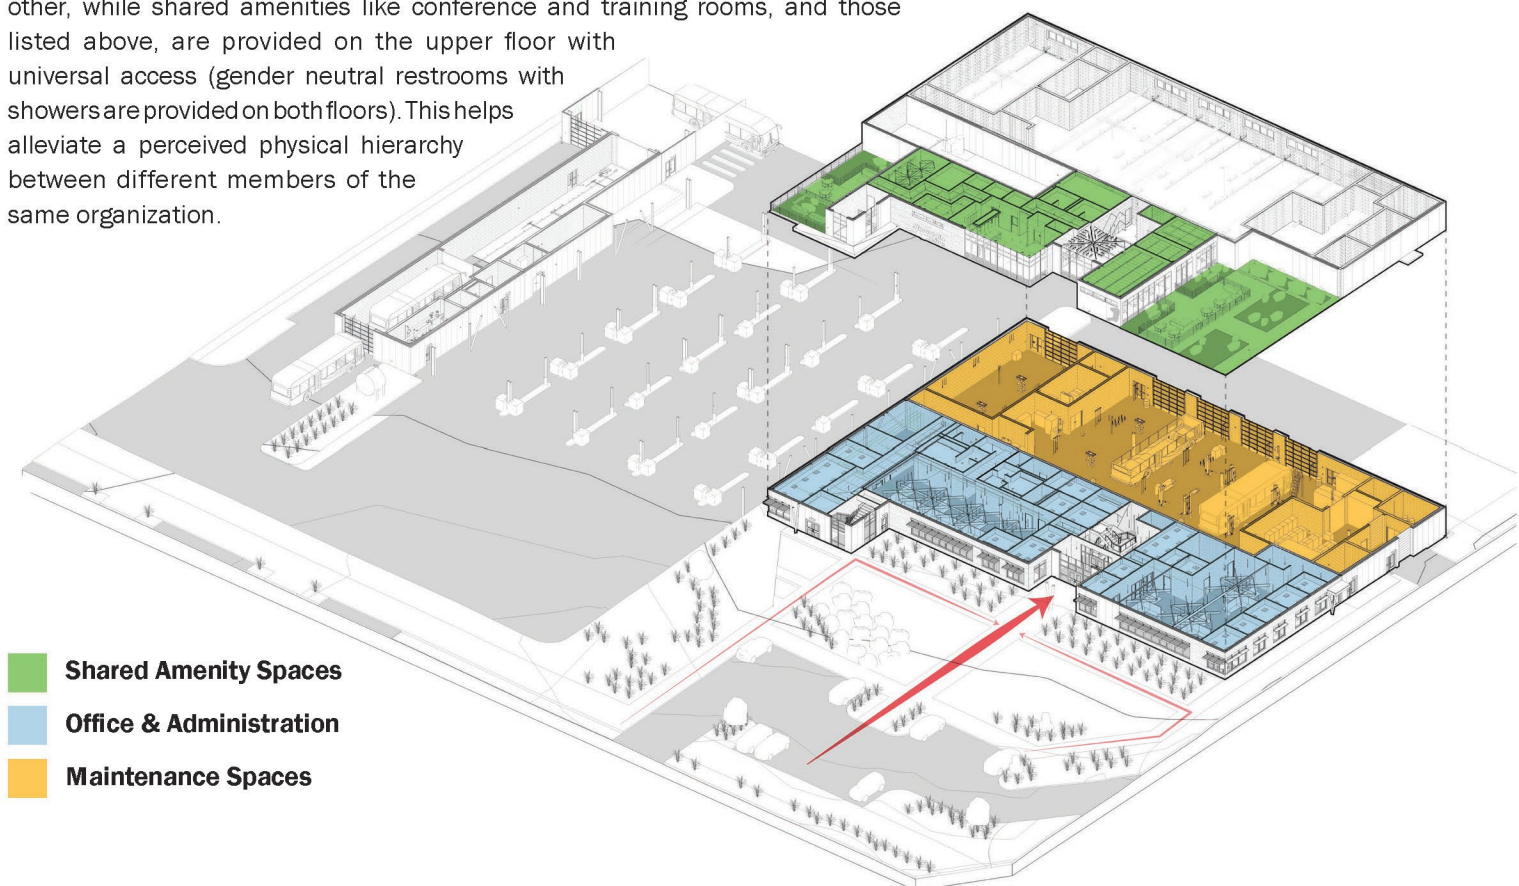 other, while shared amenities like conference and training rooms, and those
listed above, are provided on the upper floor with
universal access (gender neutral restrooms with
showers are provided on both floors). This helps
alleviate a perceived physical hierarchy
between different members of the
same organization.
Shared Amenity Spaces
Office & Administration
Maintenance Spaces